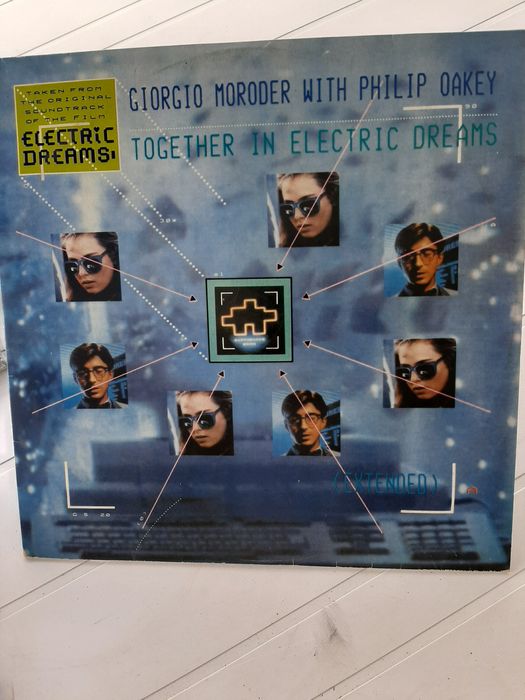 TAKEN FROM
THE ORIGINAL
SOUNDTRACK
OF THE FILM
ELECTRIC
DREAMS
GIORGIO MORODER WITH PHILIP OAKEY
TOGETHER IN ELECTRIC DREAMS
(EXTENDED)